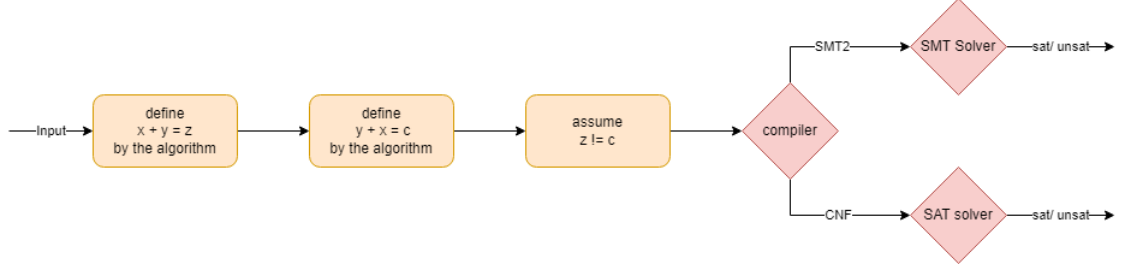 Input
define
x + y = z
by the algorithm
define
y + x = c
by the algorithm
assume
z != c
compiler
SMT2
SMT Solver
sat/ unsat
CNF
SAT solver
sat/ unsat